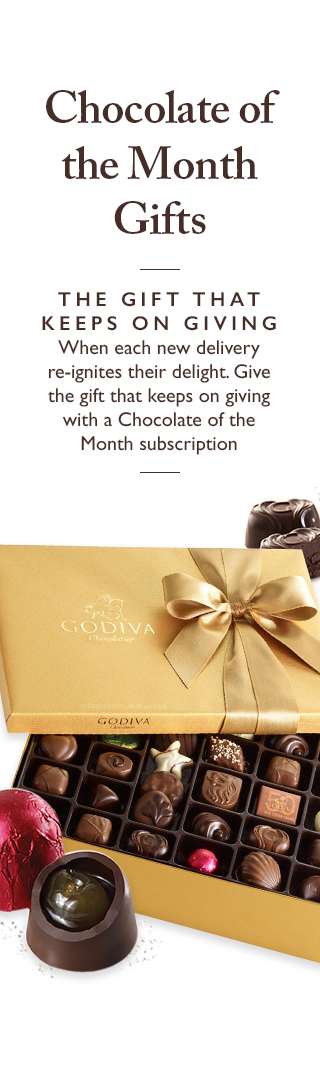 Chocolate of
the Month
Gifts
THE GIFT THAT
KEEPS ON GIVING
When each new delivery
re-ignites their delight. Give
the gift that keeps on giving
with a Chocolate of the
Month subscription
GODIVA
Chocolatier
GODIVA
Chocolatier